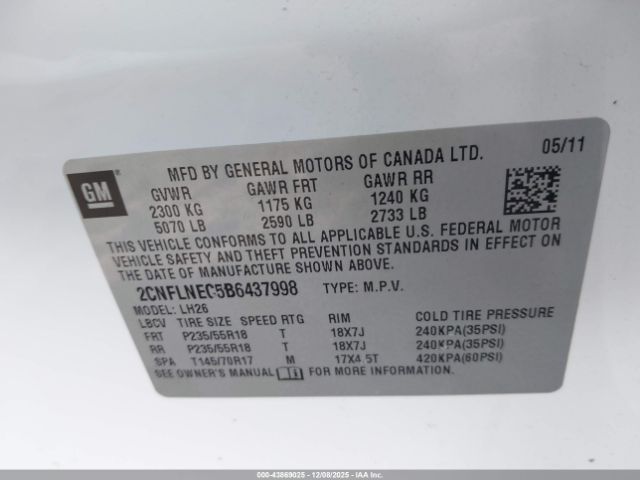 MFD BY GENERAL MOTORS OF CANADA LTD. 05/11
GM
GVWR GAWR FRT GAWR RR
2300 KG 1175 KG 1240 KG
5070 LB 2590 LB 2733 LB
THIS VEHICLE CONFORMS TO ALL APPLICABLE U.S. FEDERAL MOTOR
VEHICLE SAFETY AND THEFT PREVENTION STANDARDS IN EFFECT ON
THE DATE OF MANUFACTURE SHOWN ABOVE.
2CNFLNEC5B6437998 TYPE: M.P.V.
MODEL: LH26
LBCV TIRE SIZE SPEED RTG RIM COLD TIRE PRESSURE
FRT P235/55R18 T 18X7J 240KPA(35PSI)
RR P235/55R18 T 18X7J 240KPA(35PSI)
SPA T145/70R17 M 17X4.5T 420KPA(60PSI)
SEE OWNER'S MANUAL FOR MORE INFORMATION.
000-43869025 - 12/08/2025 - IAABUYER.COM